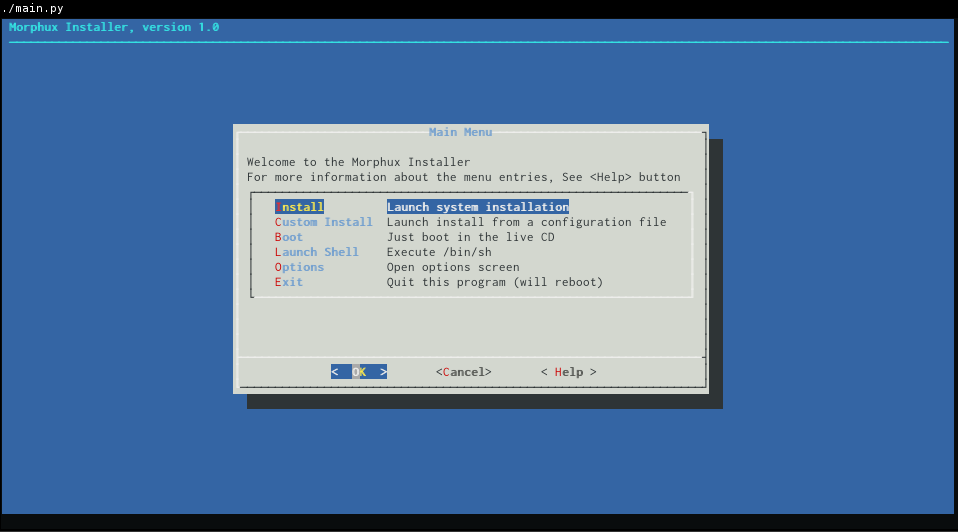 ./main.py
Morphux Installer, version 1.0
Main Menu
Welcome to the Morphux Installer
For more information about the menu entries, See <Help> button
Install Launch system installation
Custom Install Launch install from a configuration file
Boot Just boot in the live CD
Launch Shell Execute /bin/sh
Options Open options screen
Exit Quit this program (will reboot)
< OK > <Cancel> < Help >